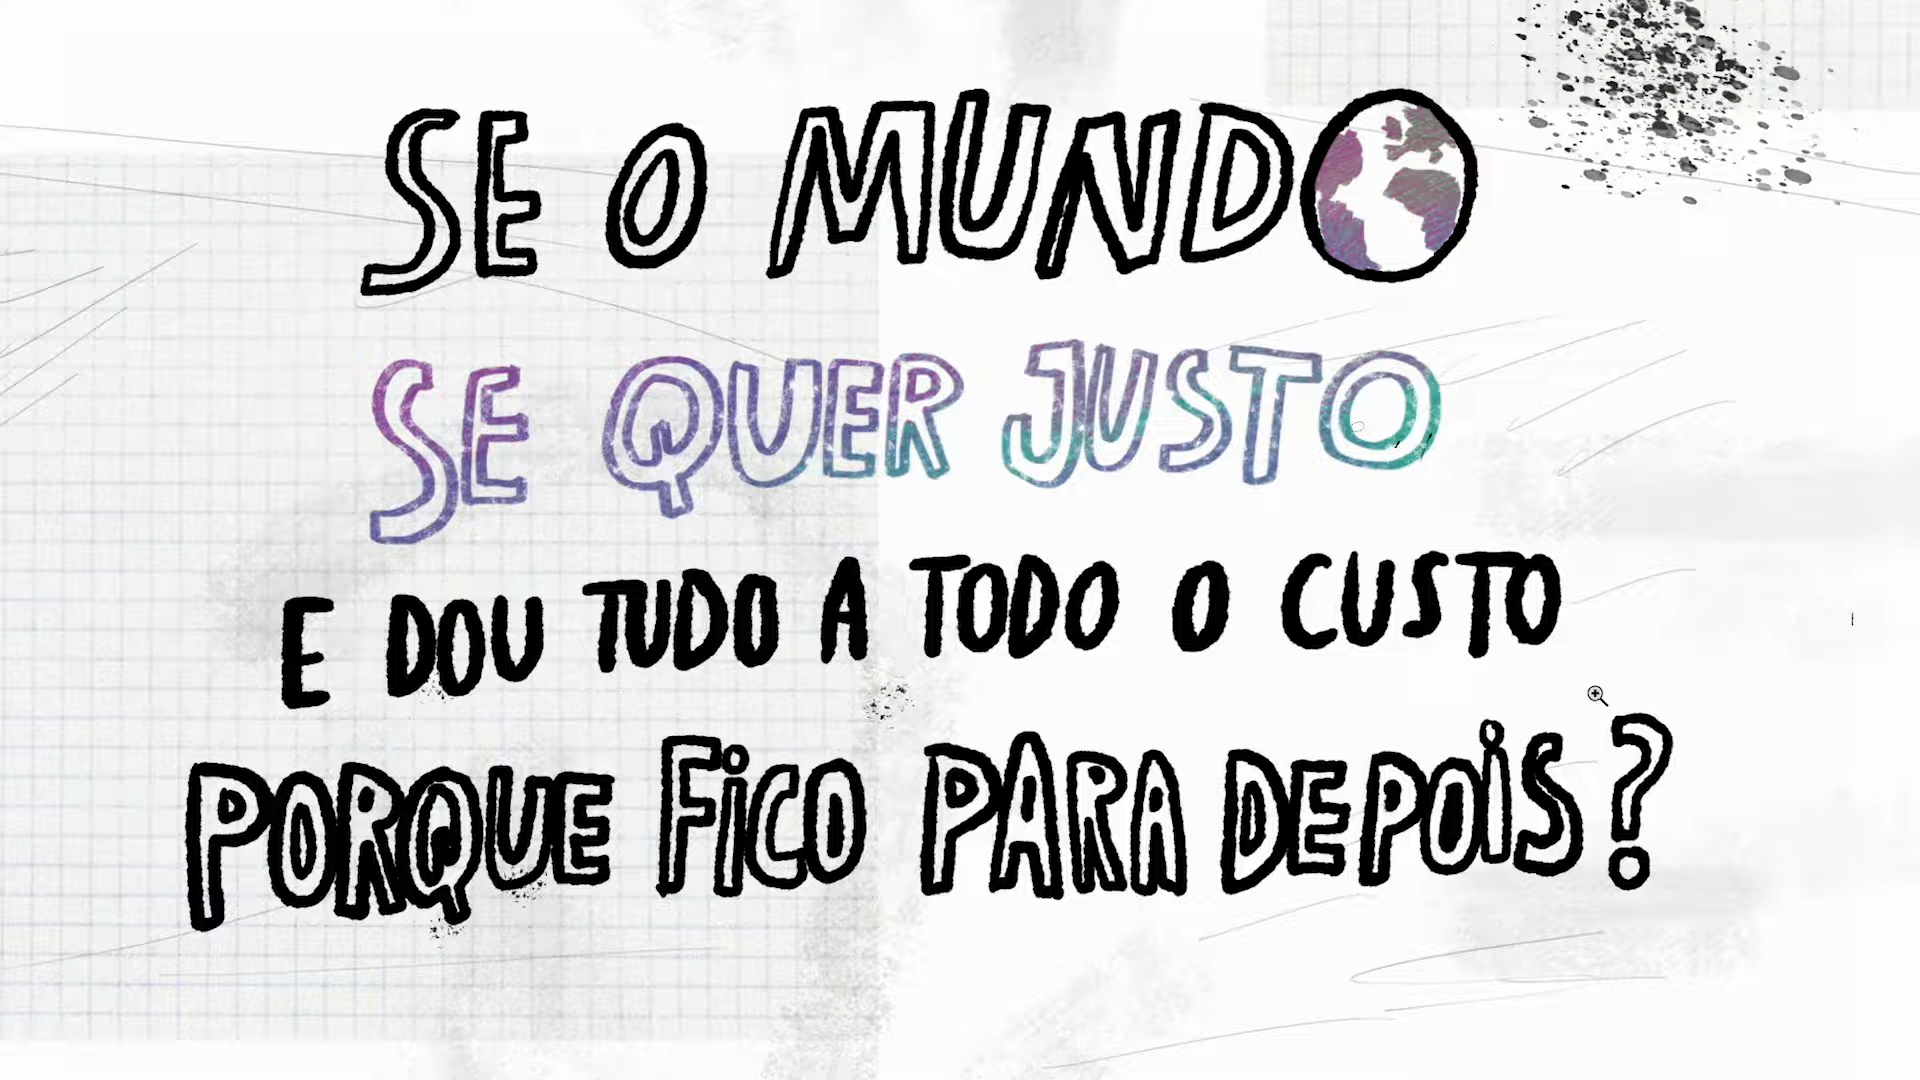 SE O MUNDO
SE QUER JUSTO
E DOU TUDO A TODO O CUSTO
PORQUE FiCO PARA DEPOiS?